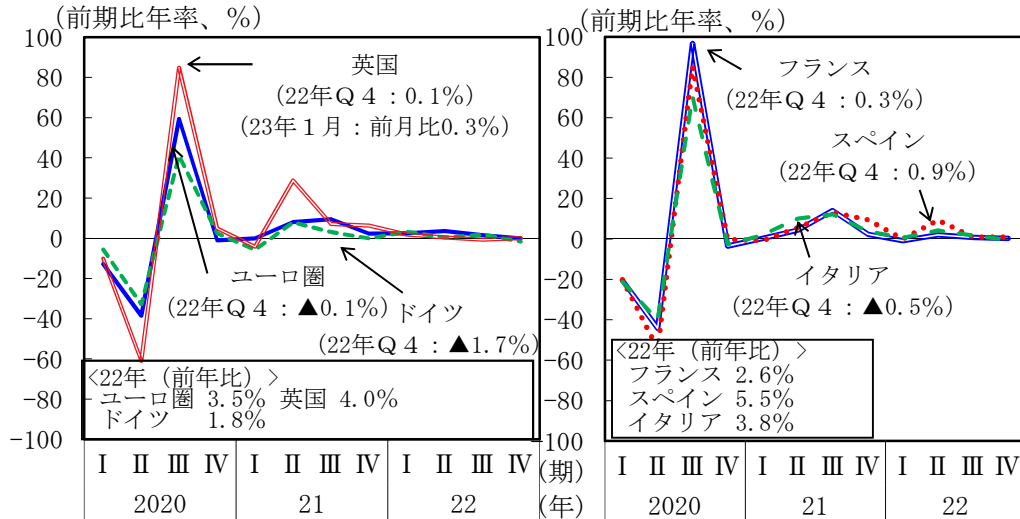 (前期比年率、%)
100
80
60
40
20
0
−20
−40
−60
−80
−100
英国
(22年Q4:0.1%)
(23年1月:前月比0.3%)
ユーロ圏
(22年Q4:▲0.1%)
ドイツ
(22年Q4:▲1.7%)
<22年(前年比)>
ユーロ圏 3.5% 英国 4.0%
ドイツ 1.8%
Ⅰ Ⅱ Ⅲ Ⅳ Ⅰ Ⅱ Ⅲ Ⅳ Ⅰ Ⅱ Ⅲ Ⅳ (期)
2020 21 22 (年)
(前期比年率、%)
100
80
60
40
20
0
−20
−40
−60
−80
−100
フランス
(22年Q4:0.3%)
スペイン
(22年Q4:0.9%)
イタリア
(22年Q4:▲0.5%)
<22年(前年比)>
フランス 2.6%
スペイン 5.5%
イタリア 3.8%
Ⅰ Ⅱ Ⅲ Ⅳ Ⅰ Ⅱ Ⅲ Ⅳ Ⅰ Ⅱ Ⅲ Ⅳ
2020 21 22